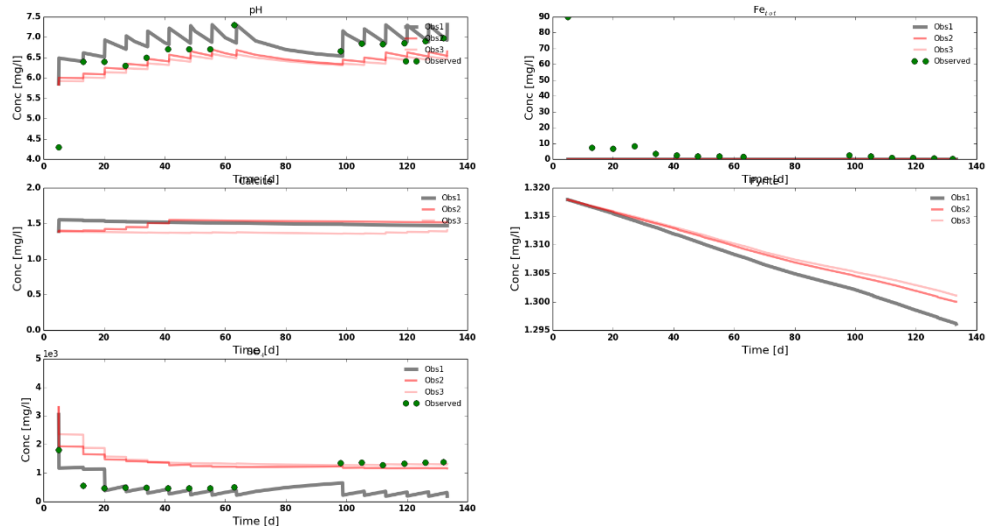 pH
Conc [mg/l]
7.5
7.0
6.5
6.0
5.5
5.0
4.5
4.0
Obs1
Obs2
Obs3
Observed
0 20 40 60 80 100 120 140
Time [d]
Fe_tot
Conc [mg/l]
90
80
70
60
50
40
30
20
10
0
Obs1
Obs2
Obs3
Observed
0 20 40 60 80 100 120 140
Time [d]
Calcite
Conc [mg/l]
2.0
1.5
1.0
0.5
0.0
Obs1
Obs2
Obs3
0 20 40 60 80 100 120 140
Time [d]
Pyrite
Conc [mg/l]
1.320
1.315
1.310
1.305
1.300
1.295
Obs1
Obs2
Obs3
0 20 40 60 80 100 120 140
Time [d]
1e3
Conc [mg/l]
5
4
3
2
1
0
Obs1
Obs2
Obs3
Observed
0 20 40 60 80 100 120 140
Time [d]